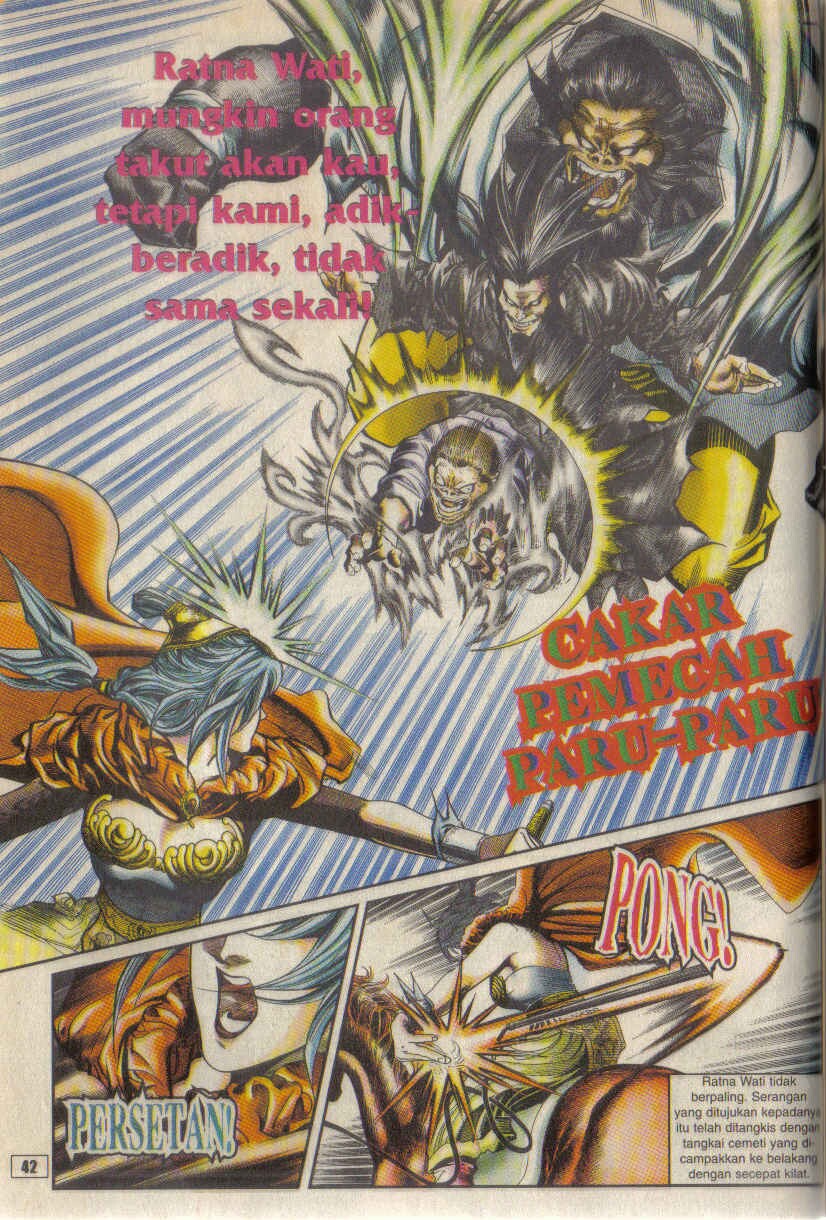 Ratna Wati,
mungkin orang
takut akan kau,
tetapi kami, adik-
beradik, tidak
sama sekali!
CAKAR
PEMECAH
PARU-PARU
PONG!
PERSETAN!
Ratna Wati tidak
berpaling. Serangan
yang ditujukan kepadanya
itu telah ditangkis dengan
tangkai cemeti yang di-
campakkan ke belakang
dengan secepat kilat.
42